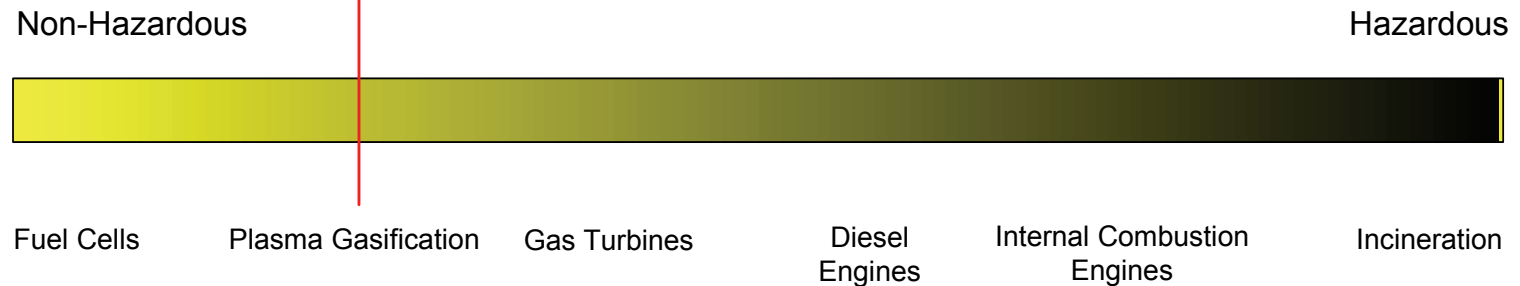 Non-Hazardous
Hazardous
Fuel Cells
Plasma Gasification
Gas Turbines
Diesel
Engines
Internal Combustion
Engines
Incineration